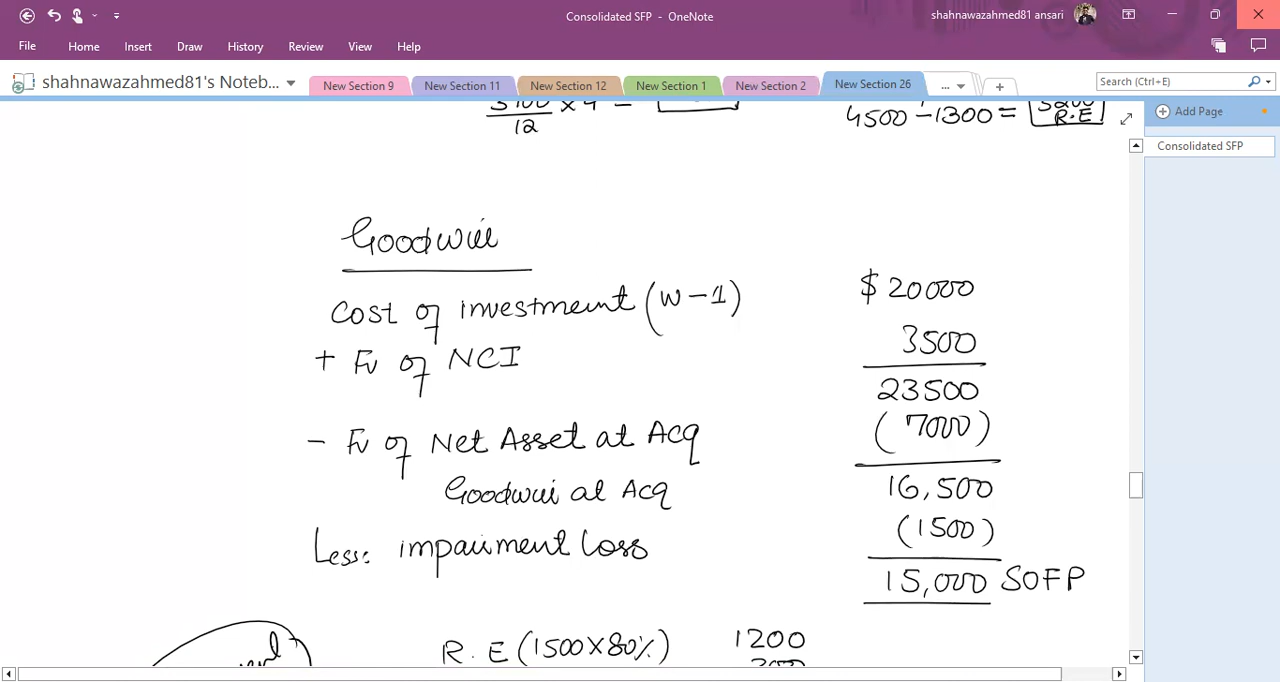 Consolidated SFP - OneNote
shahnawazahmed81 ansari
File Home Insert Draw History Review View Help
shahnawazahmed81's Noteb...
New Section 9 New Section 11 New Section 12 New Section 1 New Section 2 New Section 26 ...
Search (Ctrl+E)
Add Page
Consolidated SFP
12
4500 - 1300 = 3200
R.E
Goodwill
Cost of investment (W-1) $20000
+ Fv of NCI 3500
23500
- Fv of Net Asset at Acq (7000)
Goodwill at Acq 16,500
Less: impairment Loss (1500)
15,000 SOFP
R.E (1500x80%) 1200